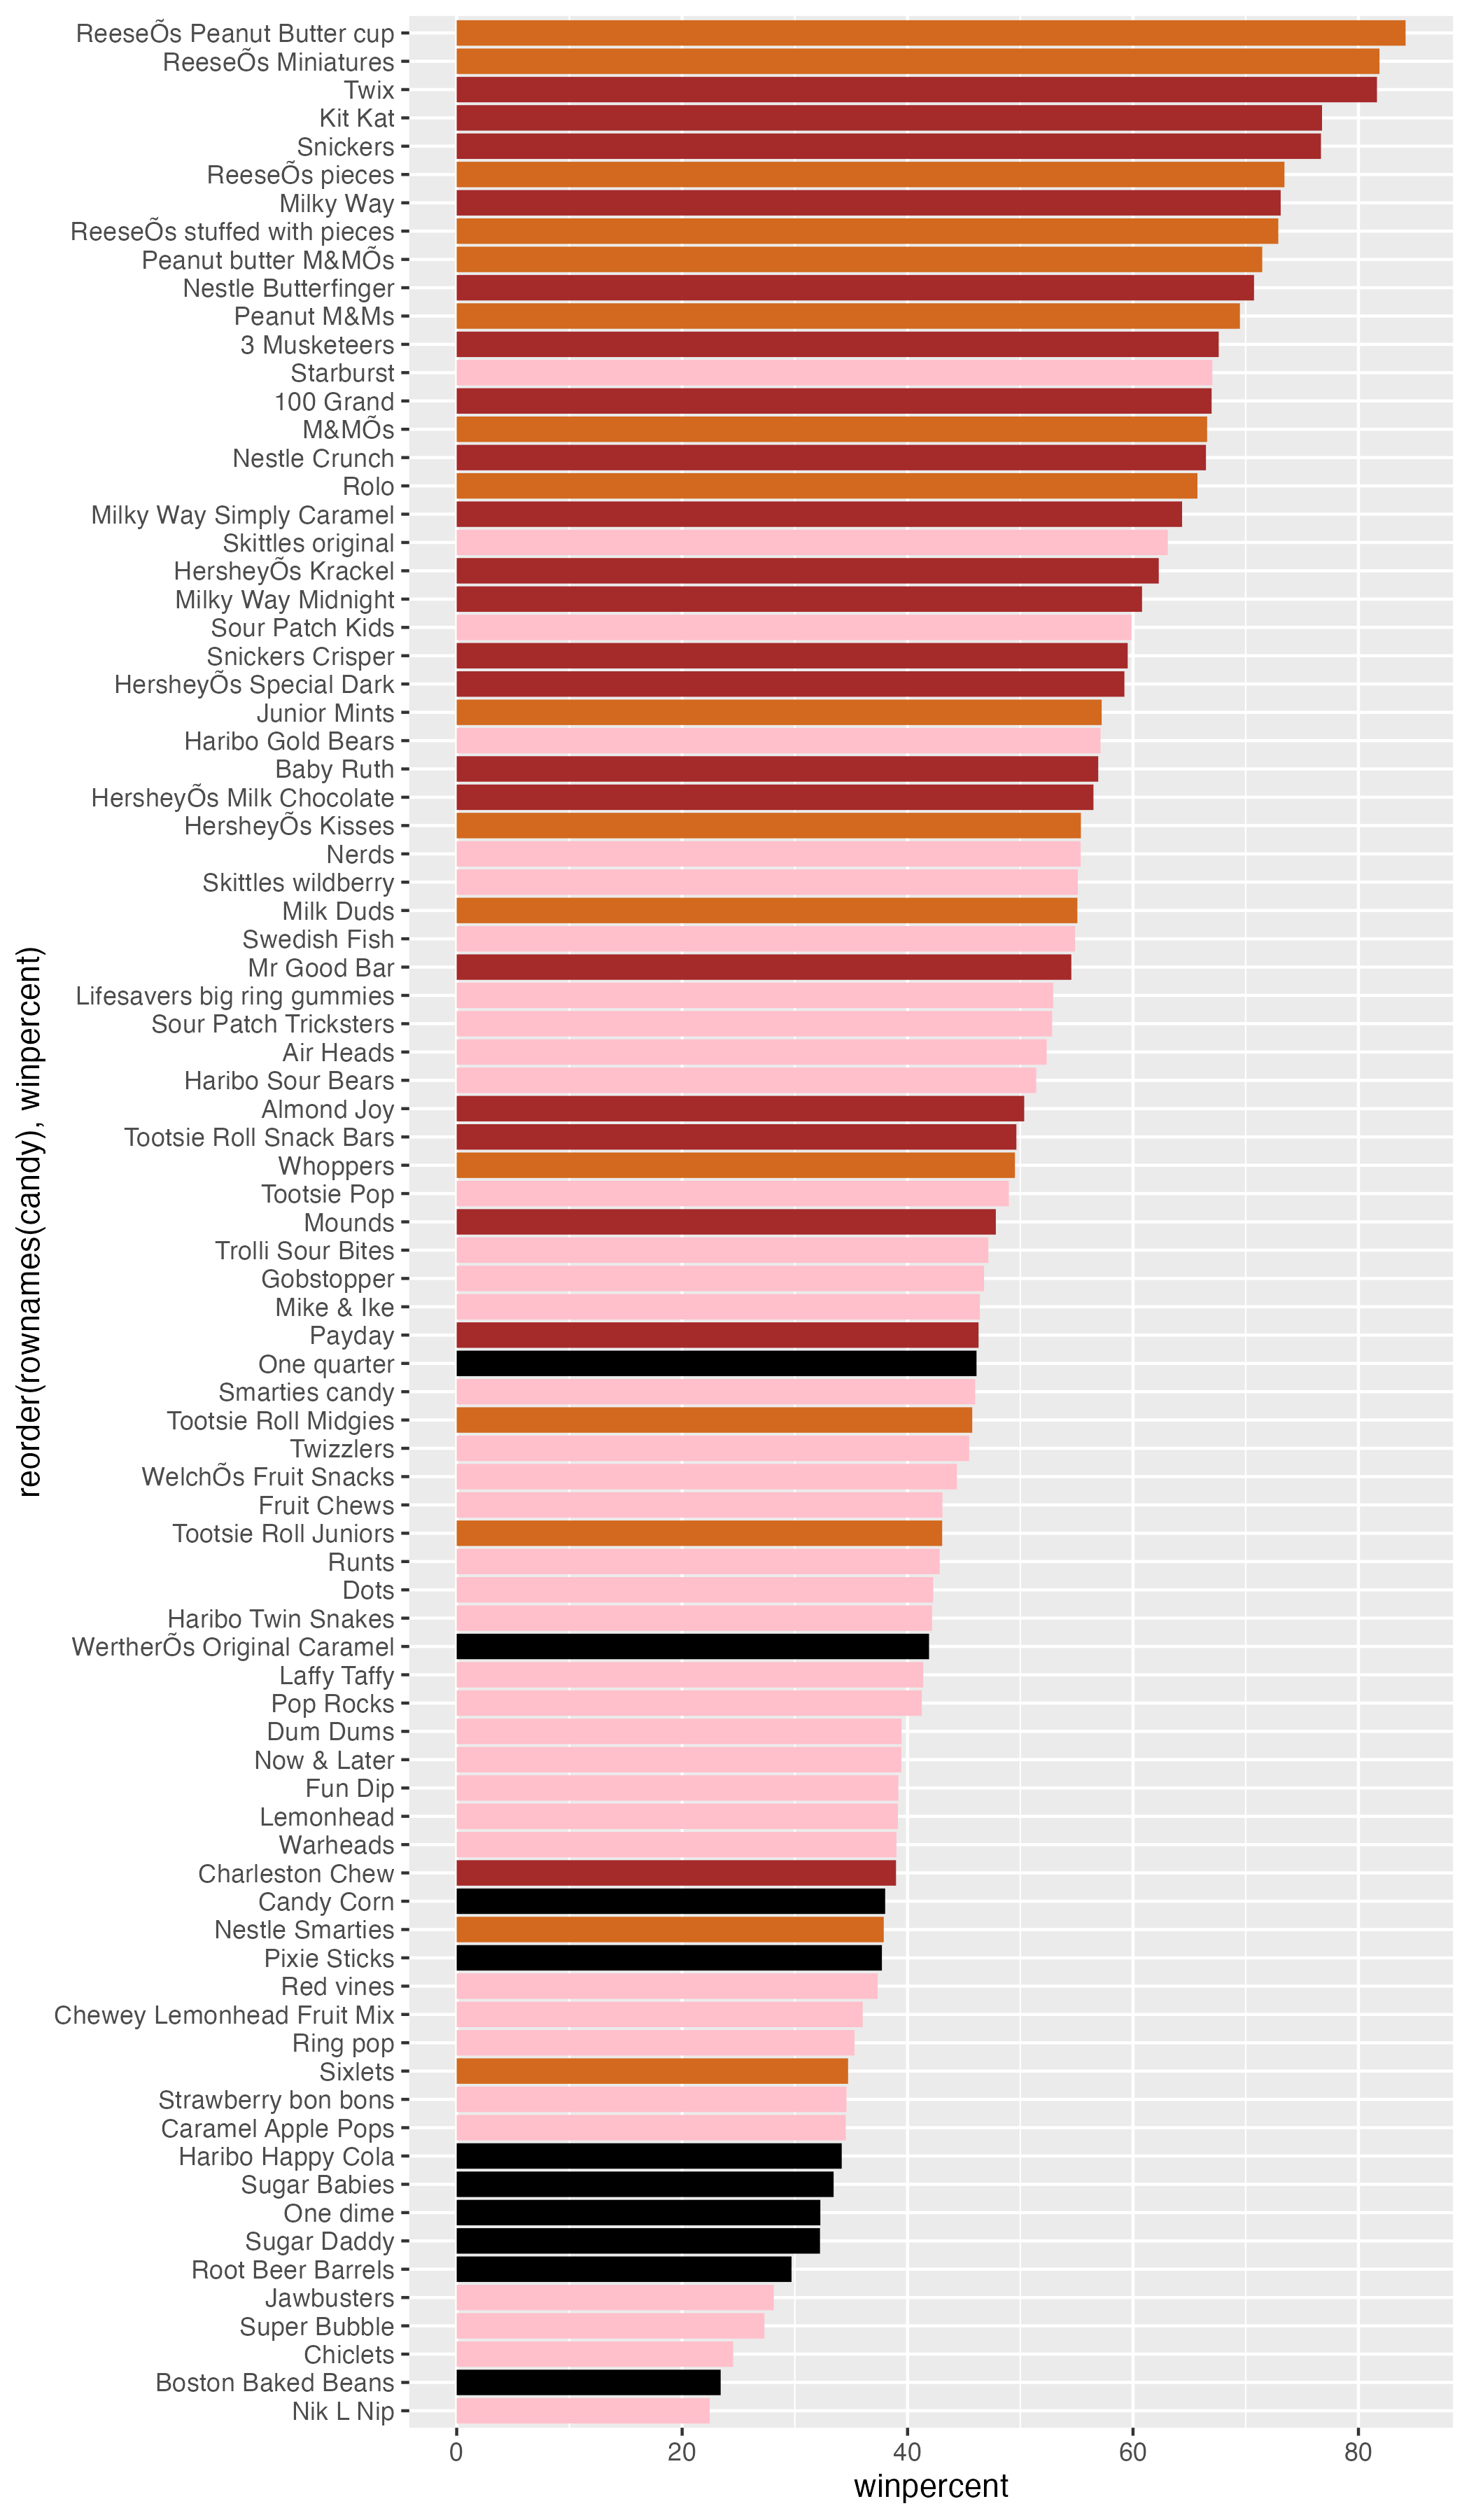 ReeseÕs Peanut Butter cup
ReeseÕs Miniatures
Twix
Kit Kat
Snickers
ReeseÕs pieces
Milky Way
ReeseÕs stuffed with pieces
Peanut butter M&MÕs
Nestle Butterfinger
Peanut M&Ms
3 Musketeers
Starburst
100 Grand
M&MÕs
Nestle Crunch
Rolo
Milky Way Simply Caramel
Skittles original
HersheyÕs Krackel
Milky Way Midnight
Sour Patch Kids
Snickers Crisper
HersheyÕs Special Dark
Junior Mints
Haribo Gold Bears
Baby Ruth
HersheyÕs Milk Chocolate
HersheyÕs Kisses
Nerds
Skittles wildberry
Milk Duds
Swedish Fish
Mr Good Bar
Lifesavers big ring gummies
Sour Patch Tricksters
Air Heads
Haribo Sour Bears
Almond Joy
Tootsie Roll Snack Bars
Whoppers
Tootsie Pop
Mounds
Trolli Sour Bites
Gobstopper
Mike & Ike
Payday
One quarter
Smarties candy
Tootsie Roll Midgies
Twizzlers
WelchÕs Fruit Snacks
Fruit Chews
Tootsie Roll Juniors
Runts
Dots
Haribo Twin Snakes
WertherÕs Original Caramel
Laffy Taffy
Pop Rocks
Dum Dums
Now & Later
Fun Dip
Lemonhead
Warheads
Charleston Chew
Candy Corn
Nestle Smarties
Pixie Sticks
Red vines
Chewey Lemonhead Fruit Mix
Ring pop
Sixlets
Strawberry bon bons
Caramel Apple Pops
Haribo Happy Cola
Sugar Babies
One dime
Sugar Daddy
Root Beer Barrels
Jawbusters
Super Bubble
Chiclets
Boston Baked Beans
Nik L Nip
reorder(rownames(candy), winpercent)
0 20 40 60 80
winpercent